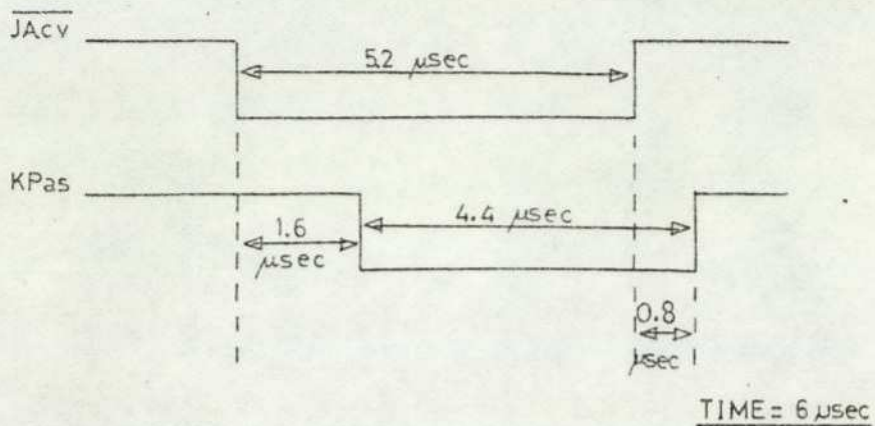 JAcv
5.2 μsec
KPas
4.4 μsec
1.6
μsec
0.8
μsec
TIME = 6 μsec